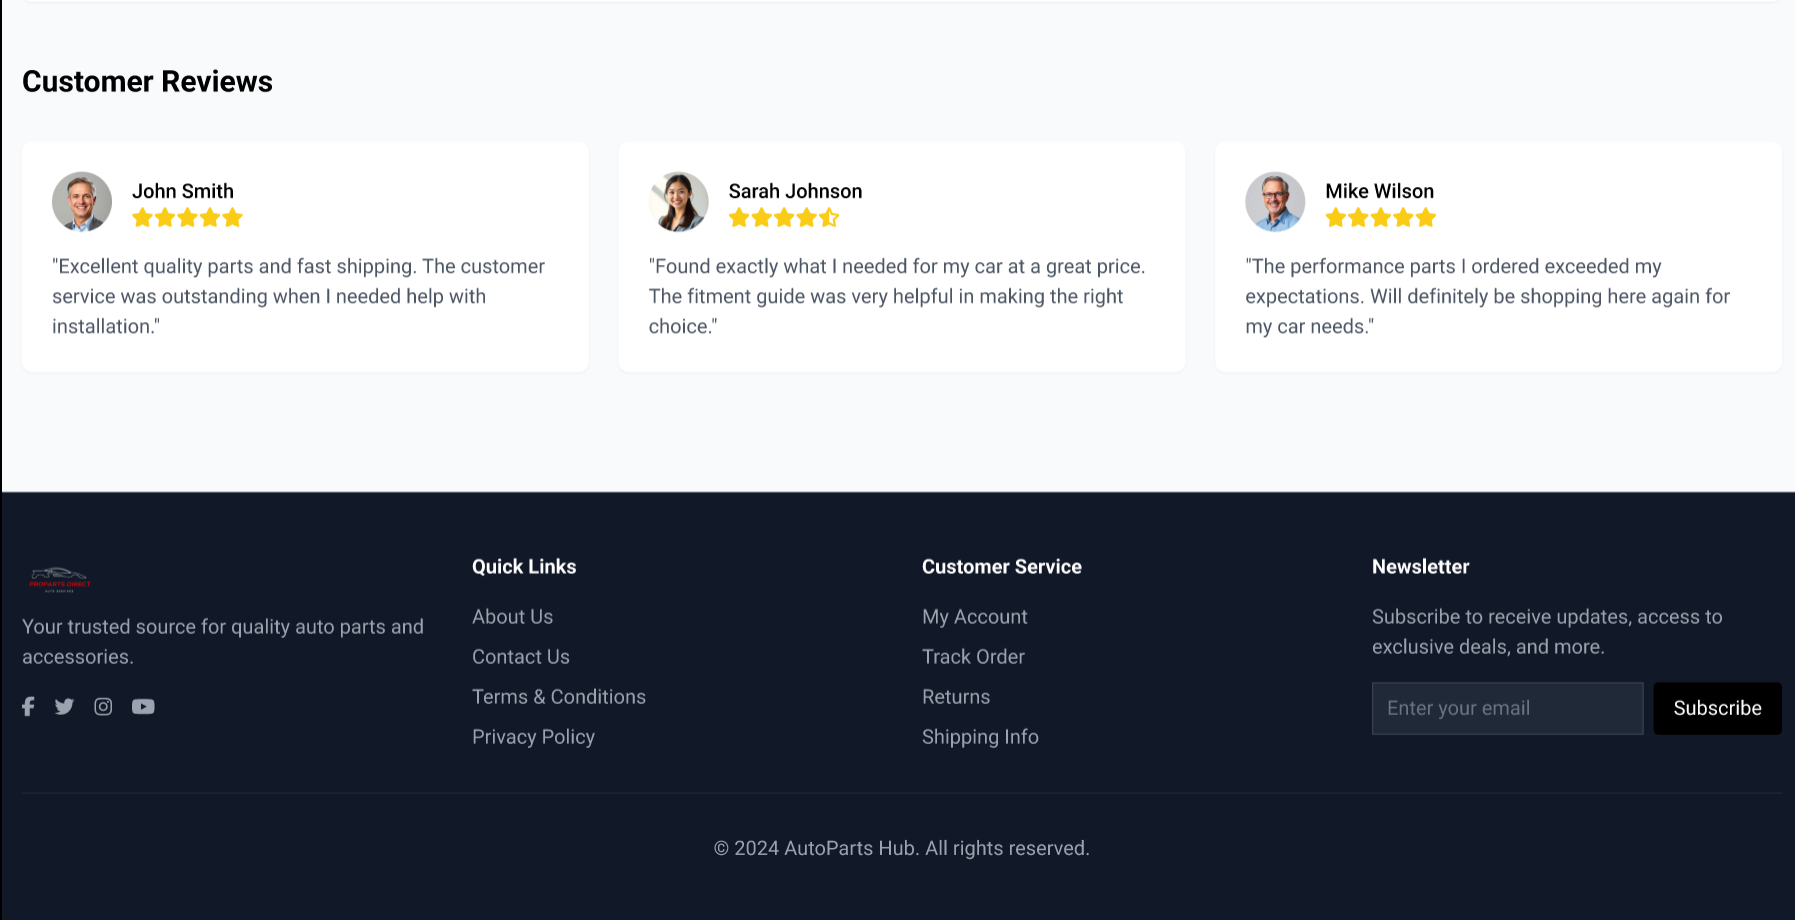 Customer Reviews
John Smith
"Excellent quality parts and fast shipping. The customer
service was outstanding when I needed help with
installation."
Sarah Johnson
"Found exactly what I needed for my car at a great price.
The fitment guide was very helpful in making the right
choice."
Mike Wilson
"The performance parts I ordered exceeded my
expectations. Will definitely be shopping here again for
my car needs."
PROPARTS DIRECT
AUTO SERVICE
Your trusted source for quality auto parts and
accessories.
Quick Links
About Us
Contact Us
Terms & Conditions
Privacy Policy
Customer Service
My Account
Track Order
Returns
Shipping Info
Newsletter
Subscribe to receive updates, access to
exclusive deals, and more.
Enter your email
Subscribe
© 2024 AutoParts Hub. All rights reserved.